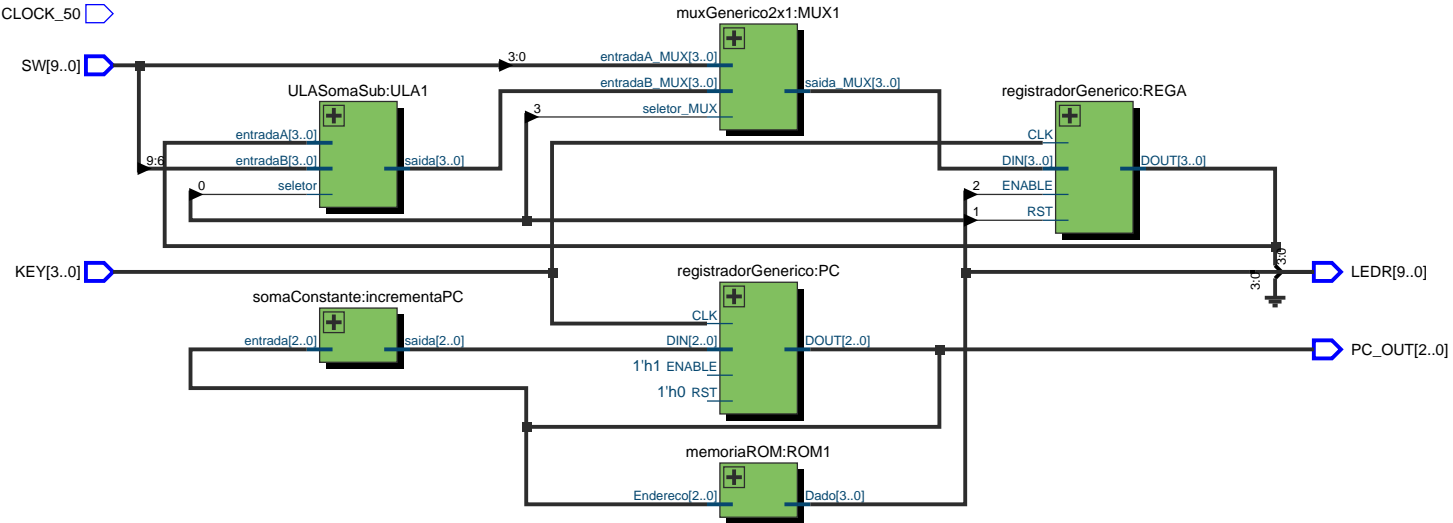 CLOCK_50
muxGenerico2x1:MUX1
SW[9..0]
3:0
entradaA_MUX[3..0]
entradaB_MUX[3..0]
saida_MUX[3..0]
3
seletor_MUX
ULASomaSub:ULA1
entradaA[3..0]
9:6
entradaB[3..0]
saida[3..0]
0
seletor
registradorGenerico:REGA
CLK
DIN[3..0]
DOUT[3..0]
2
ENABLE
1
RST
3:0
3:0
KEY[3..0]
LEDR[9..0]
registradorGenerico:PC
somaConstante:incrementaPC
CLK
entrada[2..0]
saida[2..0]
DIN[2..0]
DOUT[2..0]
PC_OUT[2..0]
1'h1 ENABLE
1'h0 RST
memoriaROM:ROM1
Endereco[2..0]
Dado[3..0]